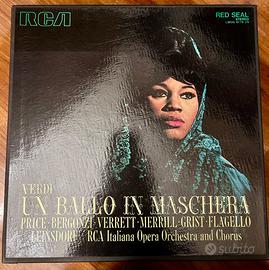 RCA
RED SEAL
STEREO
VERDI
UN BALLO IN MASCHERA
PRICE·BERGONZI·VERRETT·MERRILL·GRIST·FLAGELLO
LEINSDORF·RCA Italiana Opera Orchestra and Chorus
subito